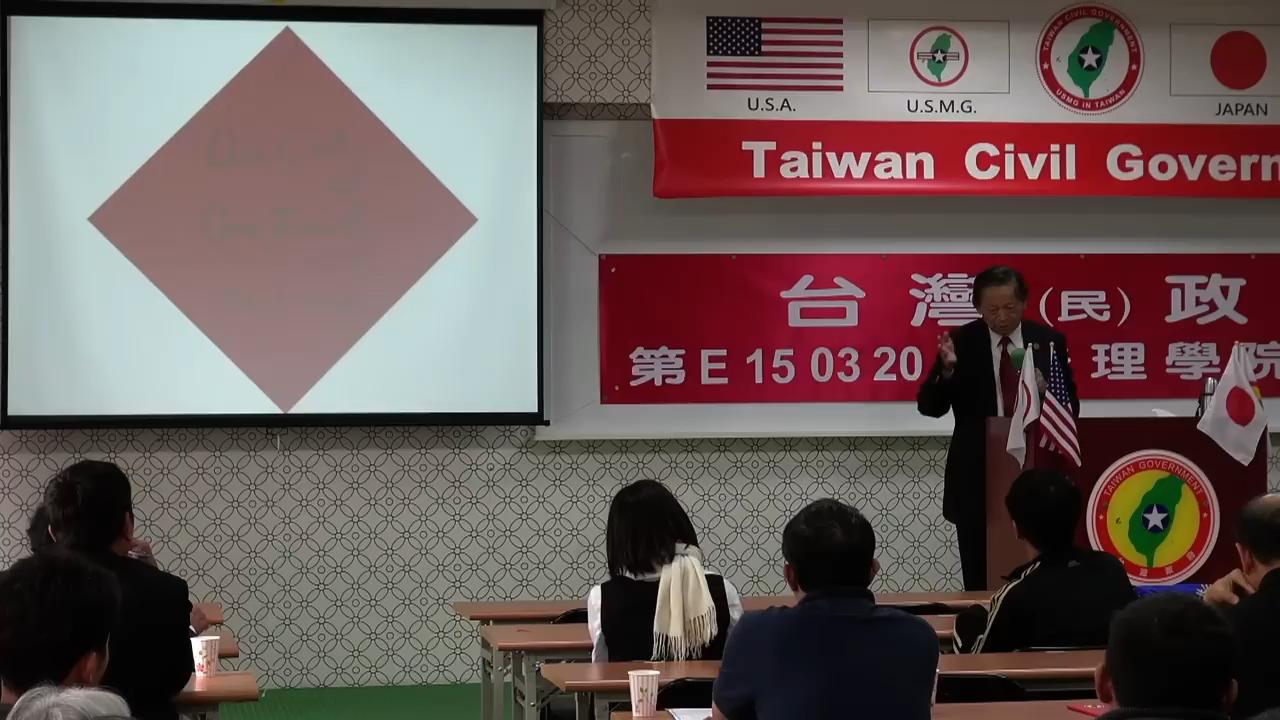 U.S.A.
U.S.M.G.
TAIWAN CIVIL GOVERNMENT
USMG IN TAIWAN
JAPAN
Taiwan Civil Govern
台灣(民)政
第E 15 03 20 理學院
TAIWAN GOVERNMENT